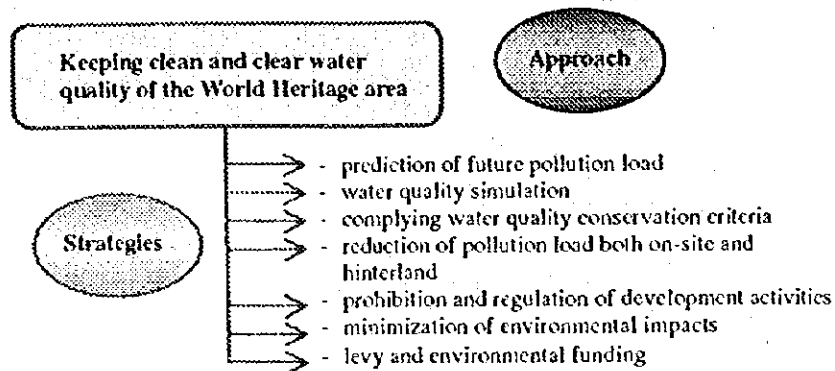 Keeping clean and clear water
quality of the World Heritage area
Approach
Strategies
- prediction of future pollution load
- water quality simulation
- complying water quality conservation criteria
- reduction of pollution load both on-site and
hinterland
- prohibition and regulation of development activities
- minimization of environmental impacts
- levy and environmental funding